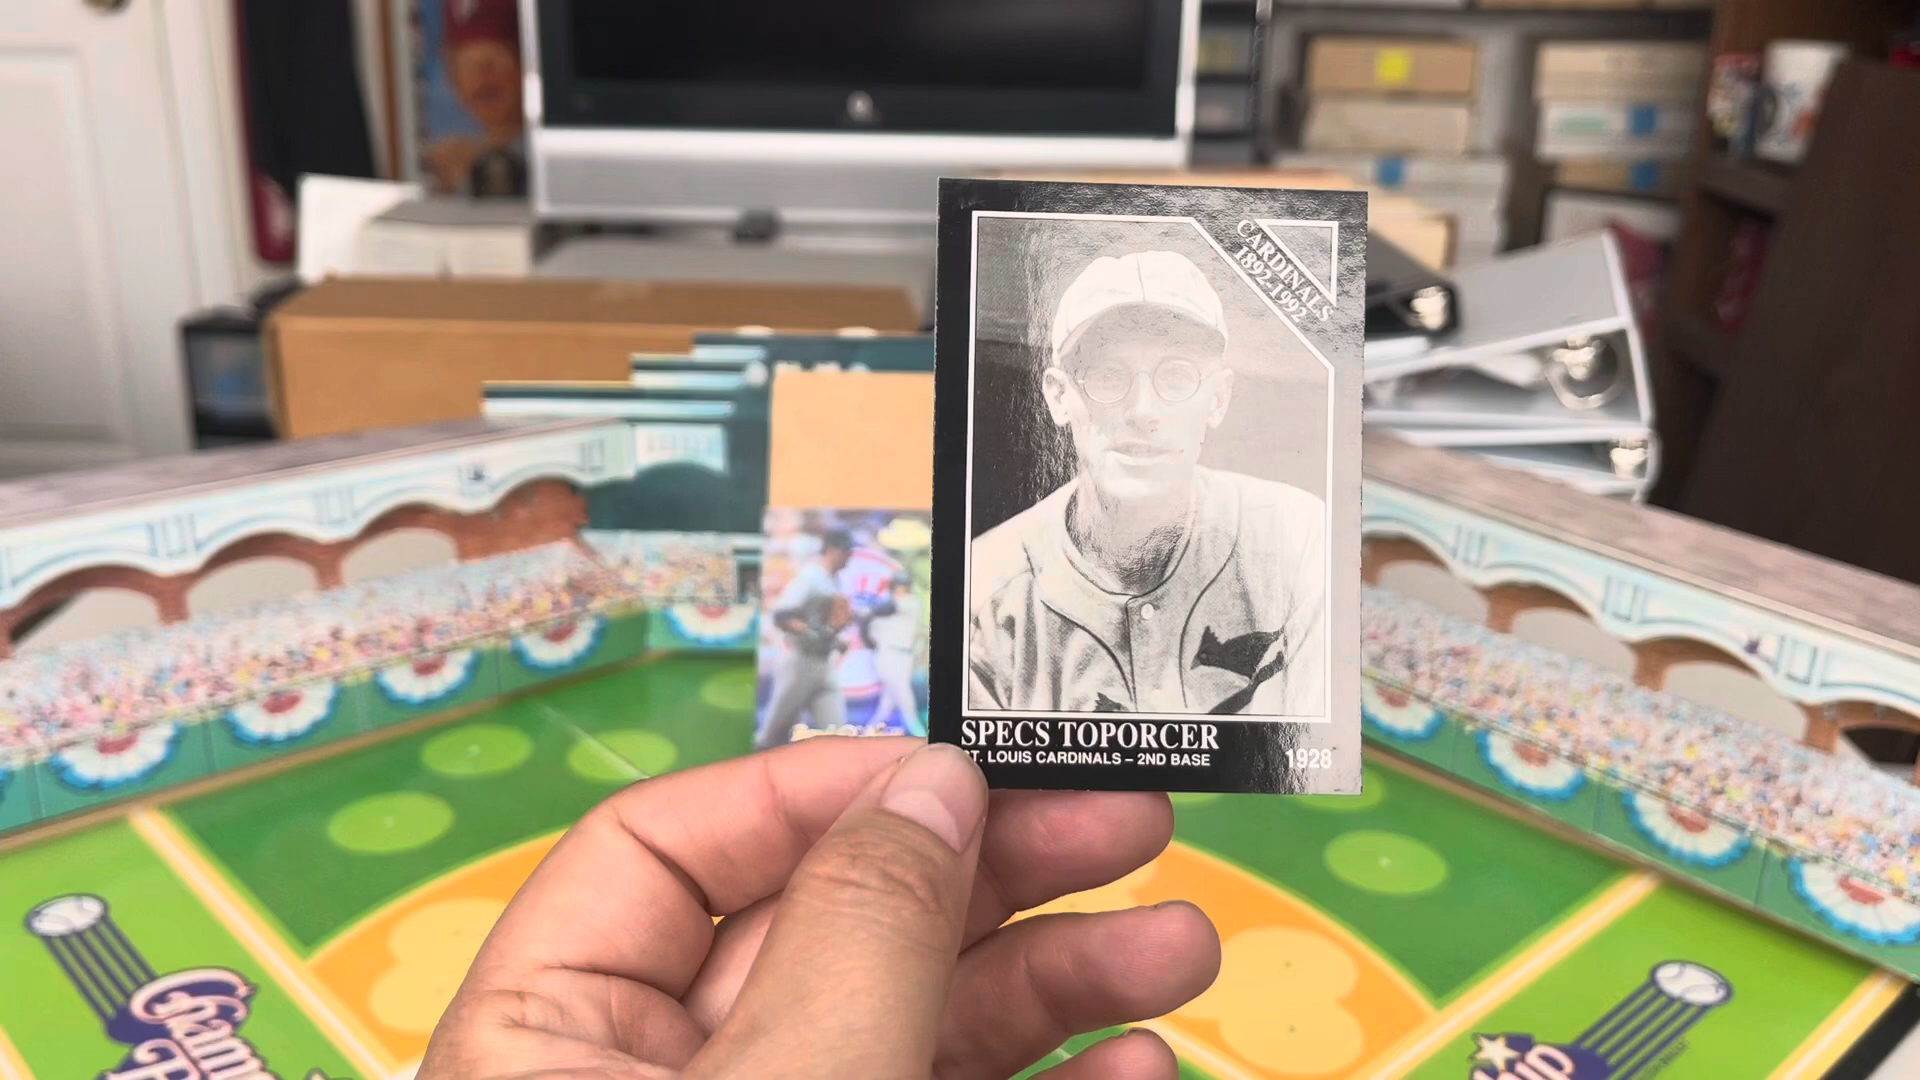 CARDINALS
1892-1992
SPECS TOPORCER
ST. LOUIS CARDINALS – 2ND BASE
1928